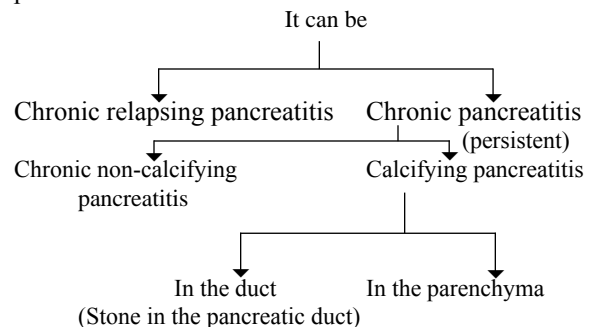 It can be
Chronic relapsing pancreatitis
Chronic pancreatitis
(persistent)
Chronic non-calcifying
pancreatitis
Calcifying pancreatitis
In the duct
(Stone in the pancreatic duct)
In the parenchyma